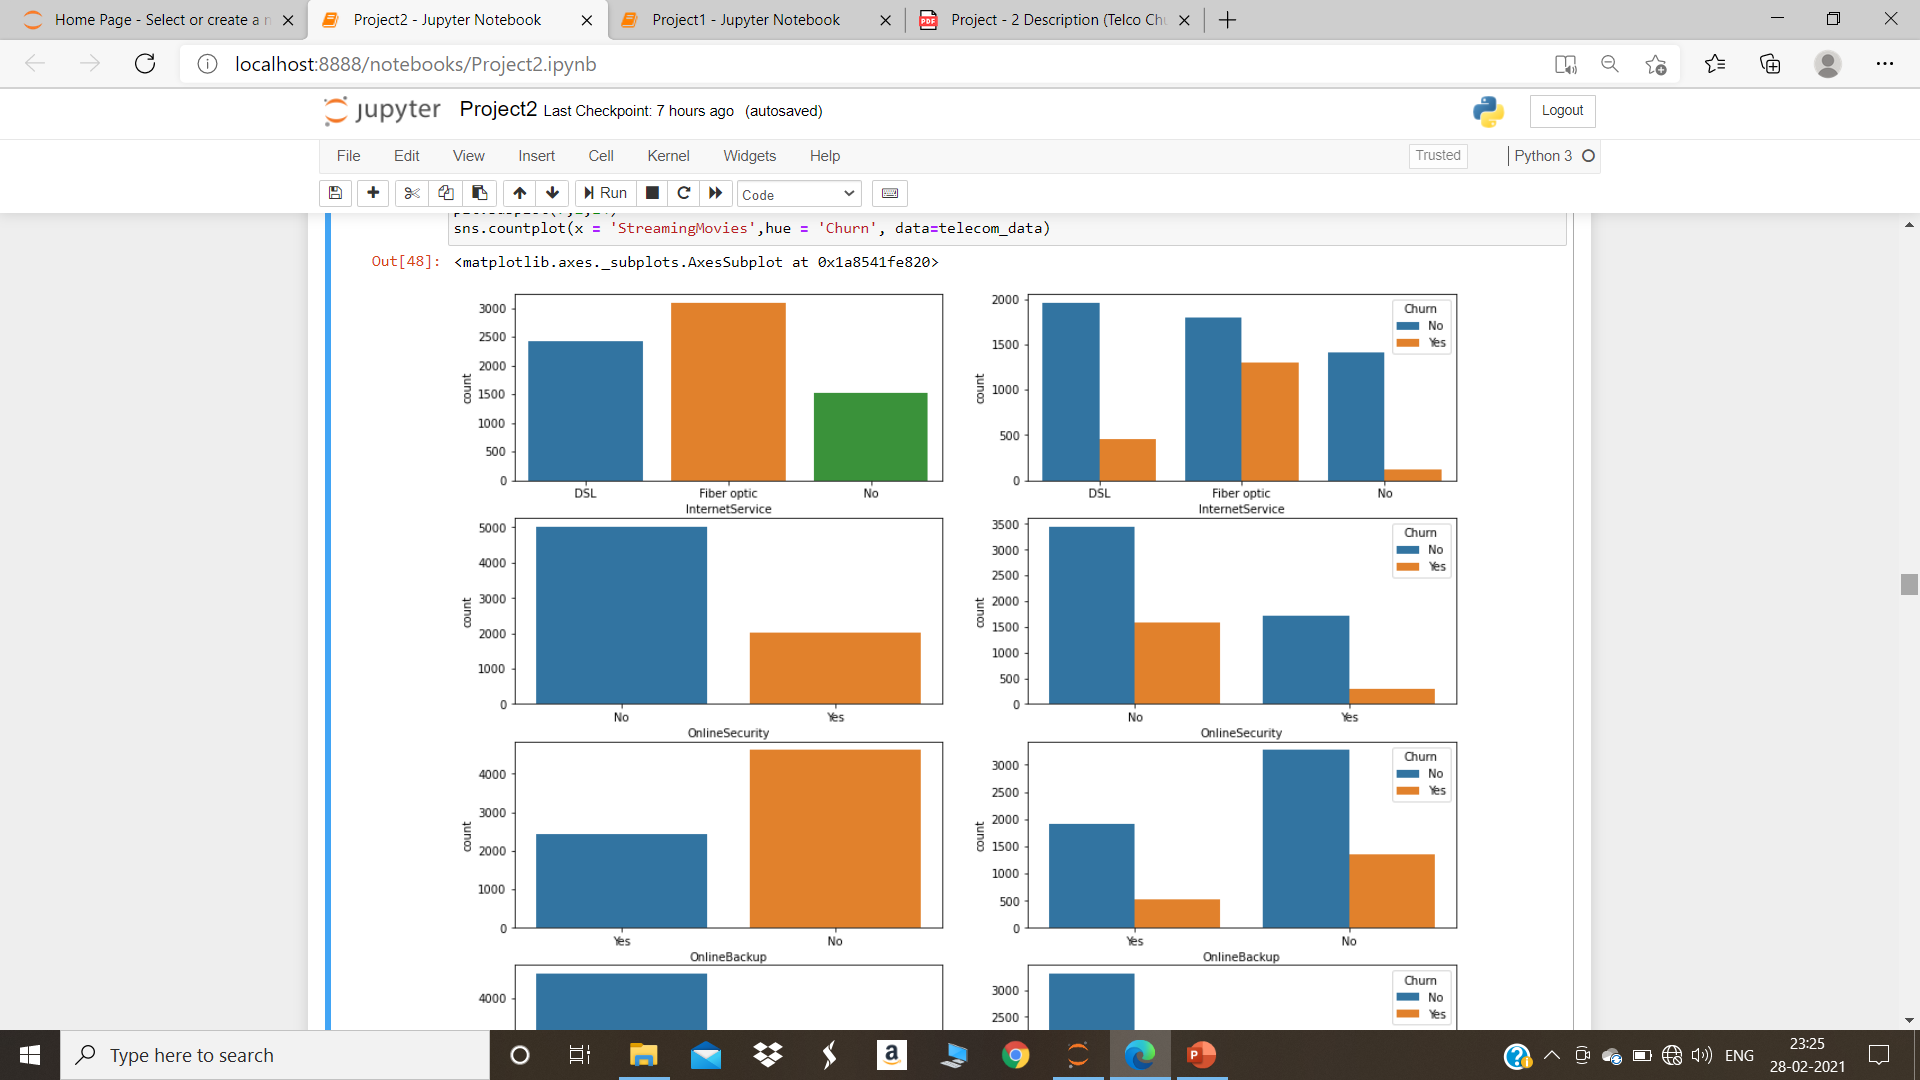 Home Page - Select or create a n
Project2 - Jupyter Notebook
Project1 - Jupyter Notebook
Project - 2 Description (Telco Chu
localhost:8888/notebooks/Project2.ipynb
jupyter Project2 Last Checkpoint: 7 hours ago (autosaved)
Logout
File Edit View Insert Cell Kernel Widgets Help
Trusted
Python 3
Run
Code
sns.countplot(x = 'StreamingMovies',hue = 'Churn', data=telecom_data)
Out[48]: <matplotlib.axes._subplots.AxesSubplot at 0x1a8541fe820>
3000
2500
2000
1500
1000
500
0
count
DSL Fiber optic No
InternetService
2000
1500
1000
500
0
count
Churn
No
Yes
DSL Fiber optic No
InternetService
5000
4000
3000
2000
1000
0
count
No Yes
OnlineSecurity
3500
3000
2500
2000
1500
1000
500
0
count
Churn
No
Yes
No Yes
OnlineSecurity
4000
3000
2000
1000
0
count
Yes No
OnlineBackup
3000
2500
2000
1500
1000
500
0
count
Churn
No
Yes
Yes No
OnlineBackup
4000
3000
2500
Churn
No
Yes
Type here to search
ENG
23:25
28-02-2021